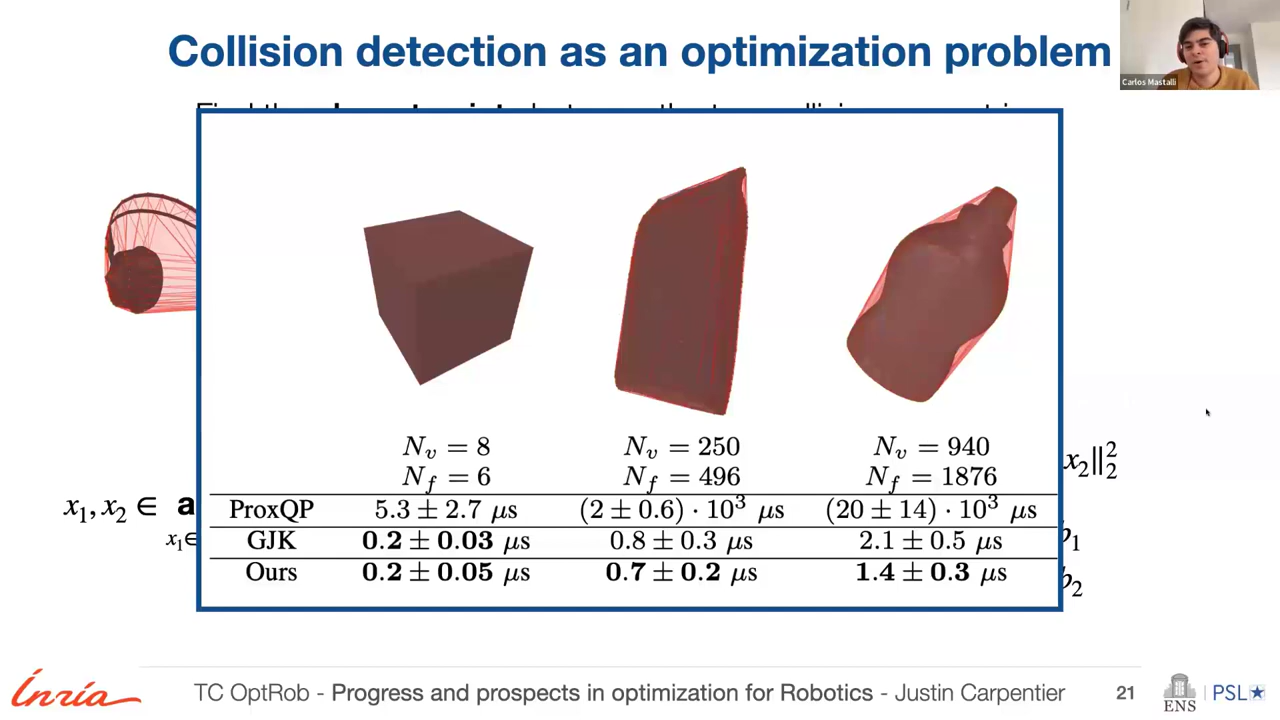 Collision detection as an optimization problem
Carlos Mastalli
N_v = 8
N_f = 6
N_v = 250
N_f = 496
N_v = 940
N_f = 1876
x_2‖_2^2
x_1, x_2 ∈ a
x_1∈
b_1
b_2
ProxQP 5.3 ± 2.7 μs (2 ± 0.6) · 10^3 μs (20 ± 14) · 10^3 μs
GJK 0.2 ± 0.03 μs 0.8 ± 0.3 μs 2.1 ± 0.5 μs
Ours 0.2 ± 0.05 μs 0.7 ± 0.2 μs 1.4 ± 0.3 μs
Inria
TC OptRob - Progress and prospects in optimization for Robotics - Justin Carpentier
21
ENS
PSL